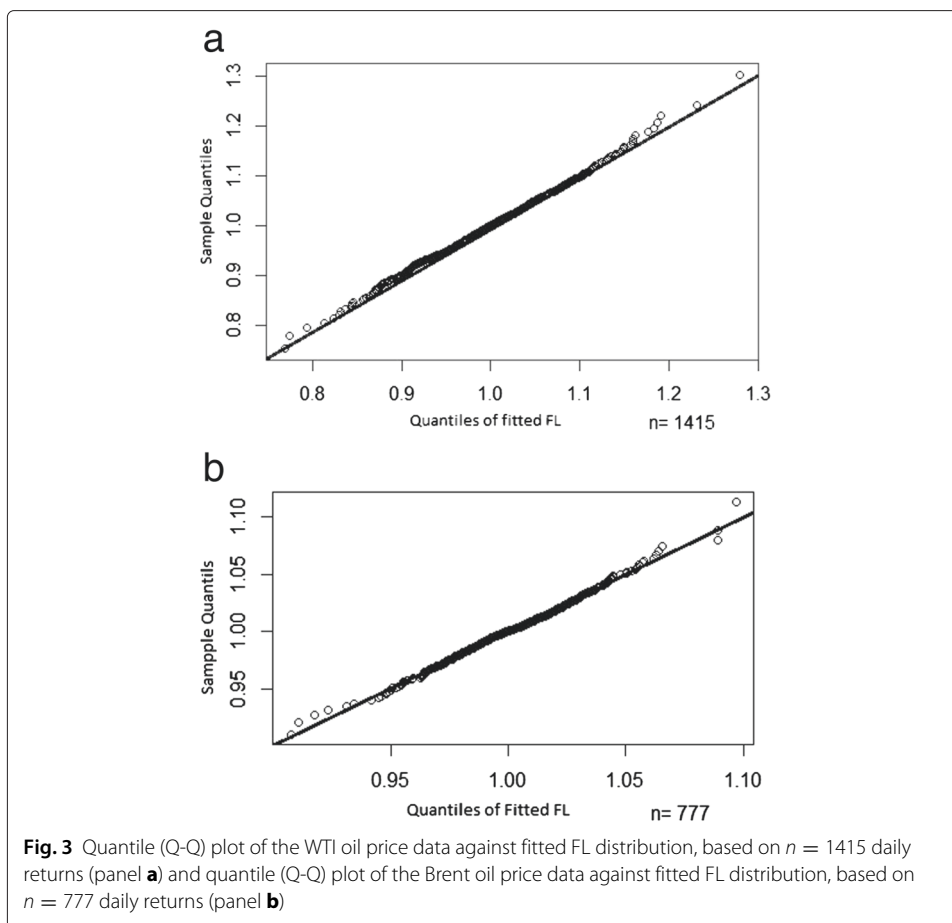 a
1.3
1.2
1.1
1.0
0.9
0.8
Sample Quantiles
0.8 0.9 1.0 1.1 1.2 1.3
Quantiles of fitted FL
n= 1415
b
1.10
1.05
1.00
0.95
Sampple Quantils
0.95 1.00 1.05 1.10
Quantiles of Fitted FL
n= 777
Fig. 3 Quantile (Q-Q) plot of the WTI oil price data against fitted FL distribution, based on n = 1415 daily
returns (panel a) and quantile (Q-Q) plot of the Brent oil price data against fitted FL distribution, based on
n = 777 daily returns (panel b)